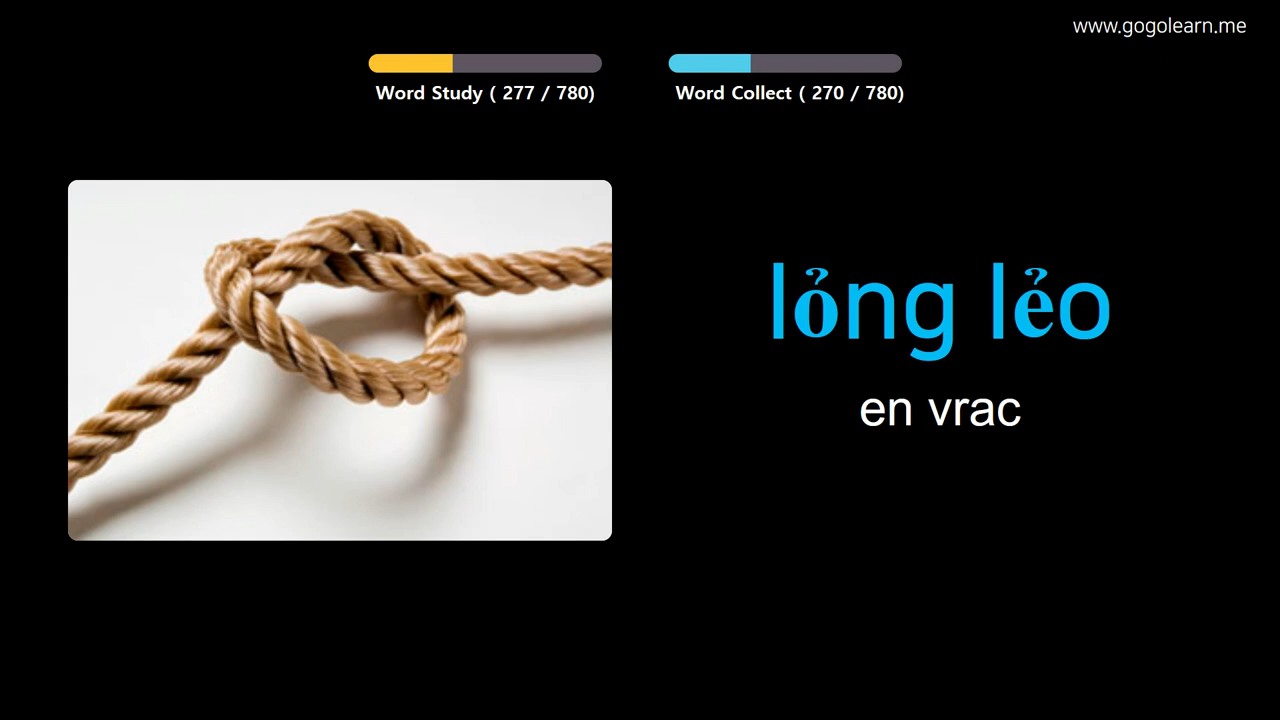 www.gogolearn.me
Word Study ( 277 / 780)
Word Collect ( 270 / 780)
lỏng lẻo
en vrac